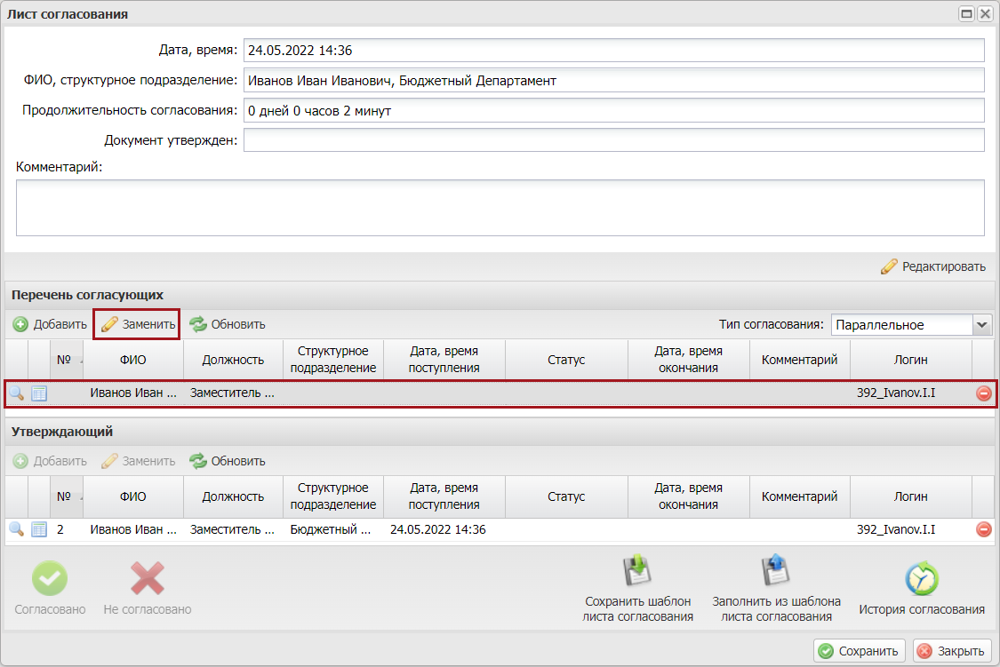 Лист согласования
Дата, время: 24.05.2022 14:36
ФИО, структурное подразделение: Иванов Иван Иванович, Бюджетный Департамент
Продолжительность согласования: 0 дней 0 часов 2 минут
Документ утвержден:
Комментарий:
Редактировать
Перечень согласующих
Добавить Заменить Обновить Тип согласования: Параллельное
№ ФИО Должность Структурное подразделение Дата, время поступления Статус Дата, время окончания Комментарий Логин
Иванов Иван ... Заместитель ... 392_Ivanov.I.I
Утверждающий
Добавить Заменить Обновить
№ ФИО Должность Структурное подразделение Дата, время поступления Статус Дата, время окончания Комментарий Логин
2 Иванов Иван ... Заместитель ... Бюджетный ... 24.05.2022 14:36 392_Ivanov.I.I
Согласовано Не согласовано Сохранить шаблон листа согласования Заполнить из шаблона листа согласования История согласования
Сохранить Закрыть